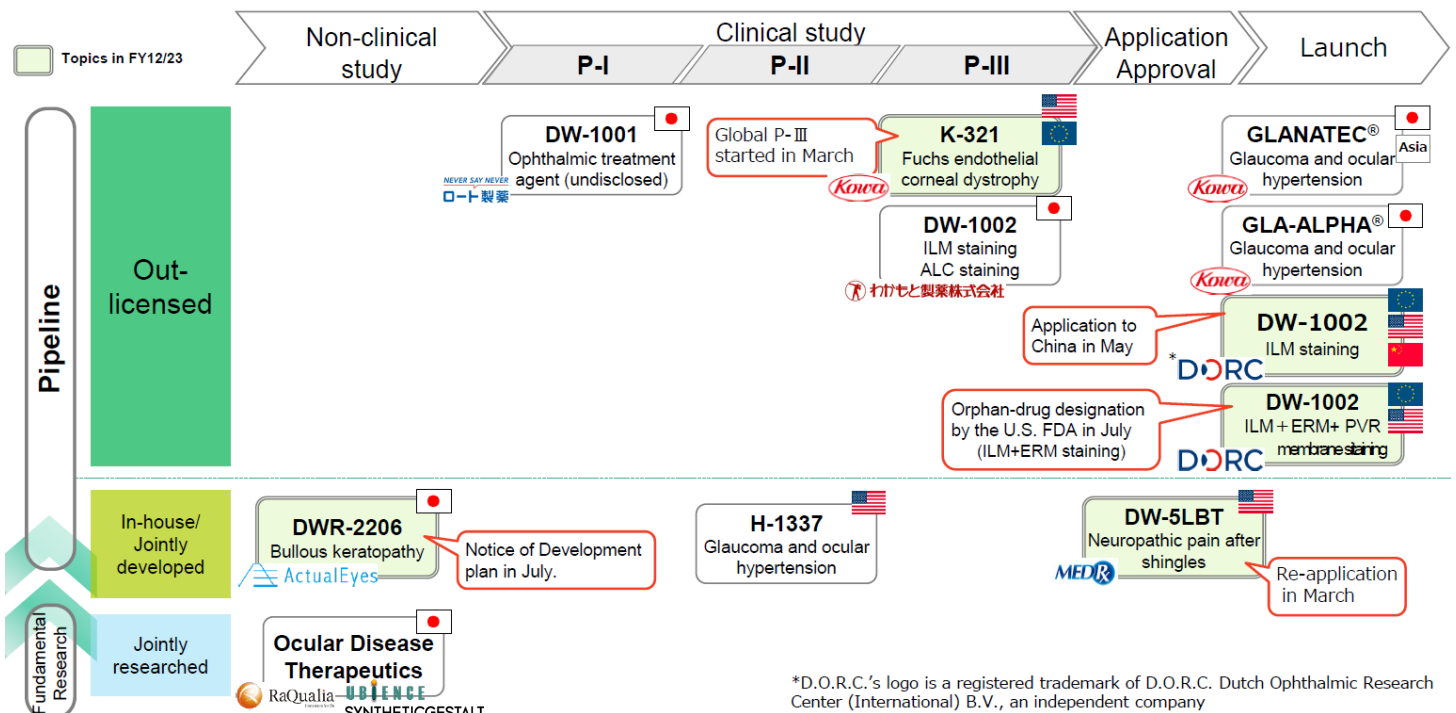 Topics in FY12/23
Non-clinical
study
Clinical study
P-I
P-II
P-III
Application
Approval
Launch
Pipeline
Out-
licensed
DW-1001
Ophthalmic treatment
agent (undisclosed)
NEVER SAY NEVER
ロート製薬
Global P-Ⅲ
started in March
K-321
Fuchs endothelial
corneal dystrophy
Kowa
DW-1002
ILM staining
ALC staining
わかもと製薬株式会社
GLANATEC®
Glaucoma and ocular
hypertension
Asia
Kowa
GLA-ALPHA®
Glaucoma and ocular
hypertension
Kowa
Application to
China in May
DW-1002
ILM staining
*DORC
Orphan-drug designation
by the U.S. FDA in July
(ILM+ERM staining)
DW-1002
ILM+ERM+ PVR
membrane staining
DORC
In-house/
Jointly
developed
DWR-2206
Bullous keratopathy
ActualEyes
Notice of Development
plan in July.
H-1337
Glaucoma and ocular
hypertension
DW-5LBT
Neuropathic pain after
shingles
MEDRx
Re-application
in March
Fundamental
Research
Jointly
researched
Ocular Disease
Therapeutics
RaQualia
UBIENCE
SYNTHETICGESTALT
*D.O.R.C.'s logo is a registered trademark of D.O.R.C. Dutch Ophthalmic Research
Center (International) B.V., an independent company